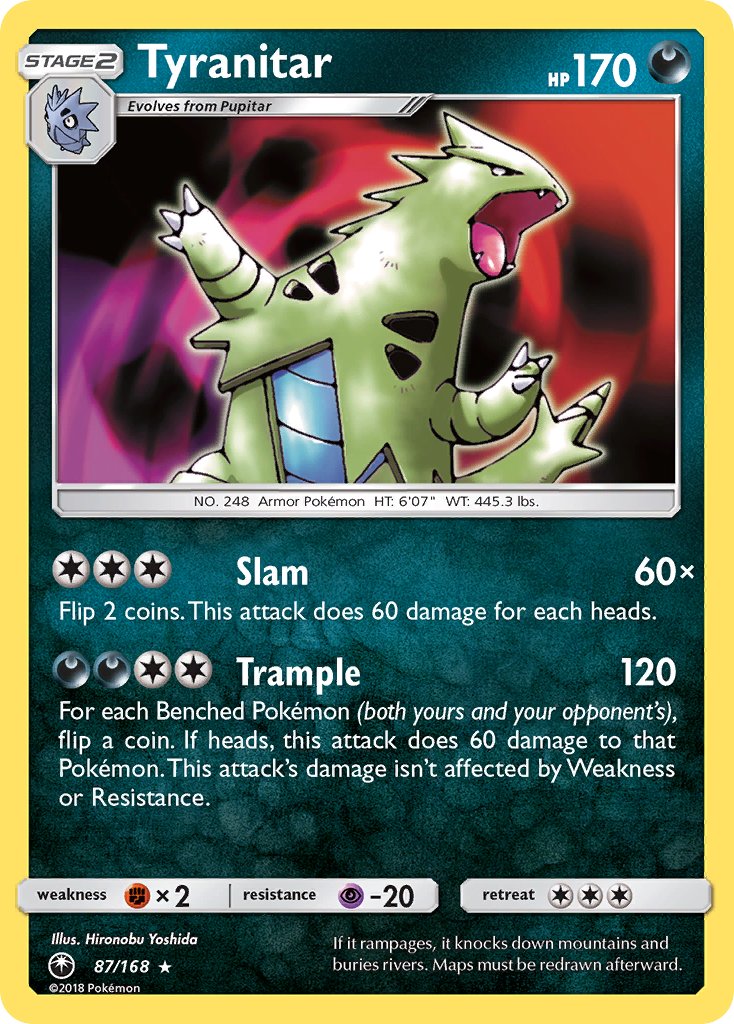 STAGE2
Tyranitar
HP 170
Evolves from Pupitar
NO. 248 Armor Pokémon HT: 6'07" WT: 445.3 lbs.
Slam 60×
Flip 2 coins. This attack does 60 damage for each heads.
Trample 120
For each Benched Pokémon (both yours and your opponent's),
flip a coin. If heads, this attack does 60 damage to that
Pokémon. This attack's damage isn't affected by Weakness
or Resistance.
weakness ×2 resistance -20 retreat
Illus. Hironobu Yoshida
87/168 ★
©2018 Pokémon
If it rampages, it knocks down mountains and
buries rivers. Maps must be redrawn afterward.